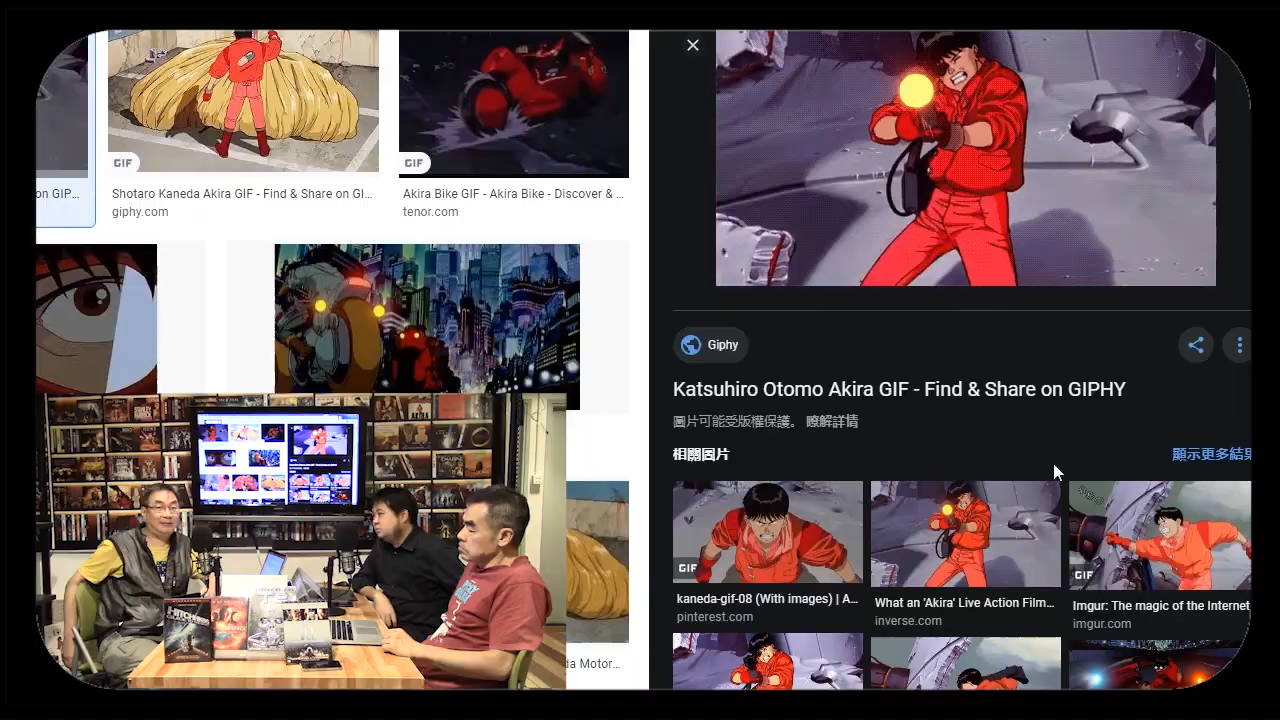 GIF
GIF
on GIP...
Shotaro Kaneda Akira GIF - Find & Share on GI...
giphy.com
Akira Bike GIF - Akira Bike - Discover & ...
tenor.com
da Motor...
Giphy
Katsuhiro Otomo Akira GIF - Find & Share on GIPHY
圖片可能受版權保護。 瞭解詳情
相關圖片
顯示更多結果
GIF
GIF
kaneda-gif-08 (With images) | A...
pinterest.com
What an 'Akira' Live Action Film...
inverse.com
Imgur: The magic of the Internet
imgur.com